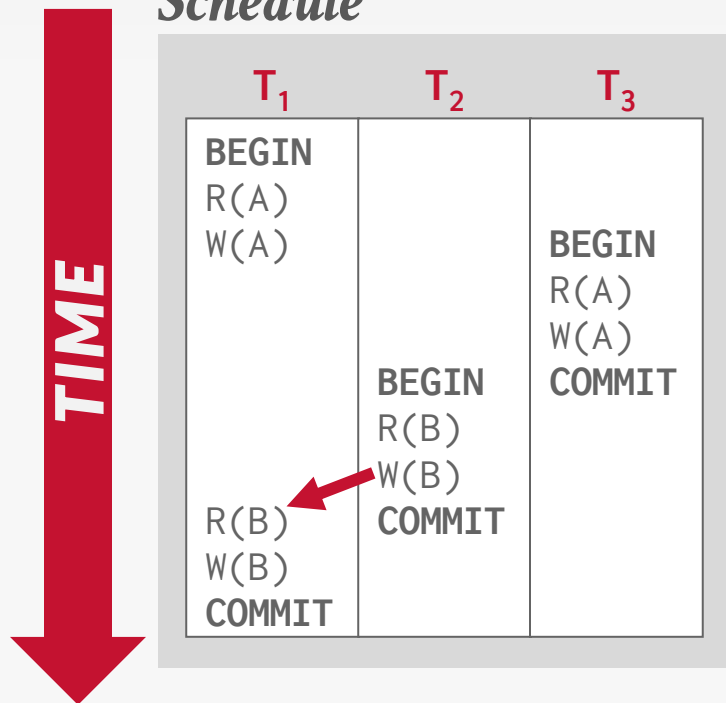 Schedule
TIME
T₁ T₂ T₃
BEGIN
R(A)
W(A) BEGIN
R(A)
W(A)
BEGIN COMMIT
R(B)
W(B)
R(B) COMMIT
W(B)
COMMIT